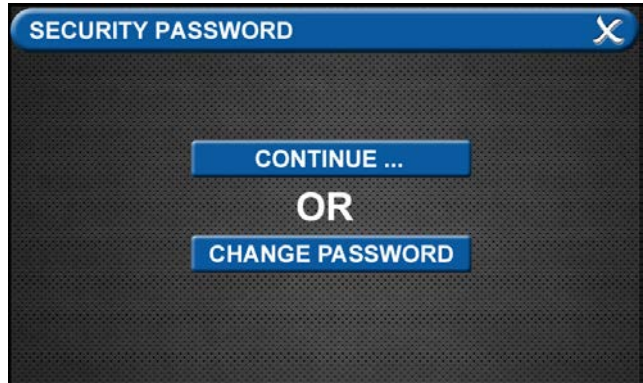 SECURITY PASSWORD
CONTINUE ...
OR
CHANGE PASSWORD